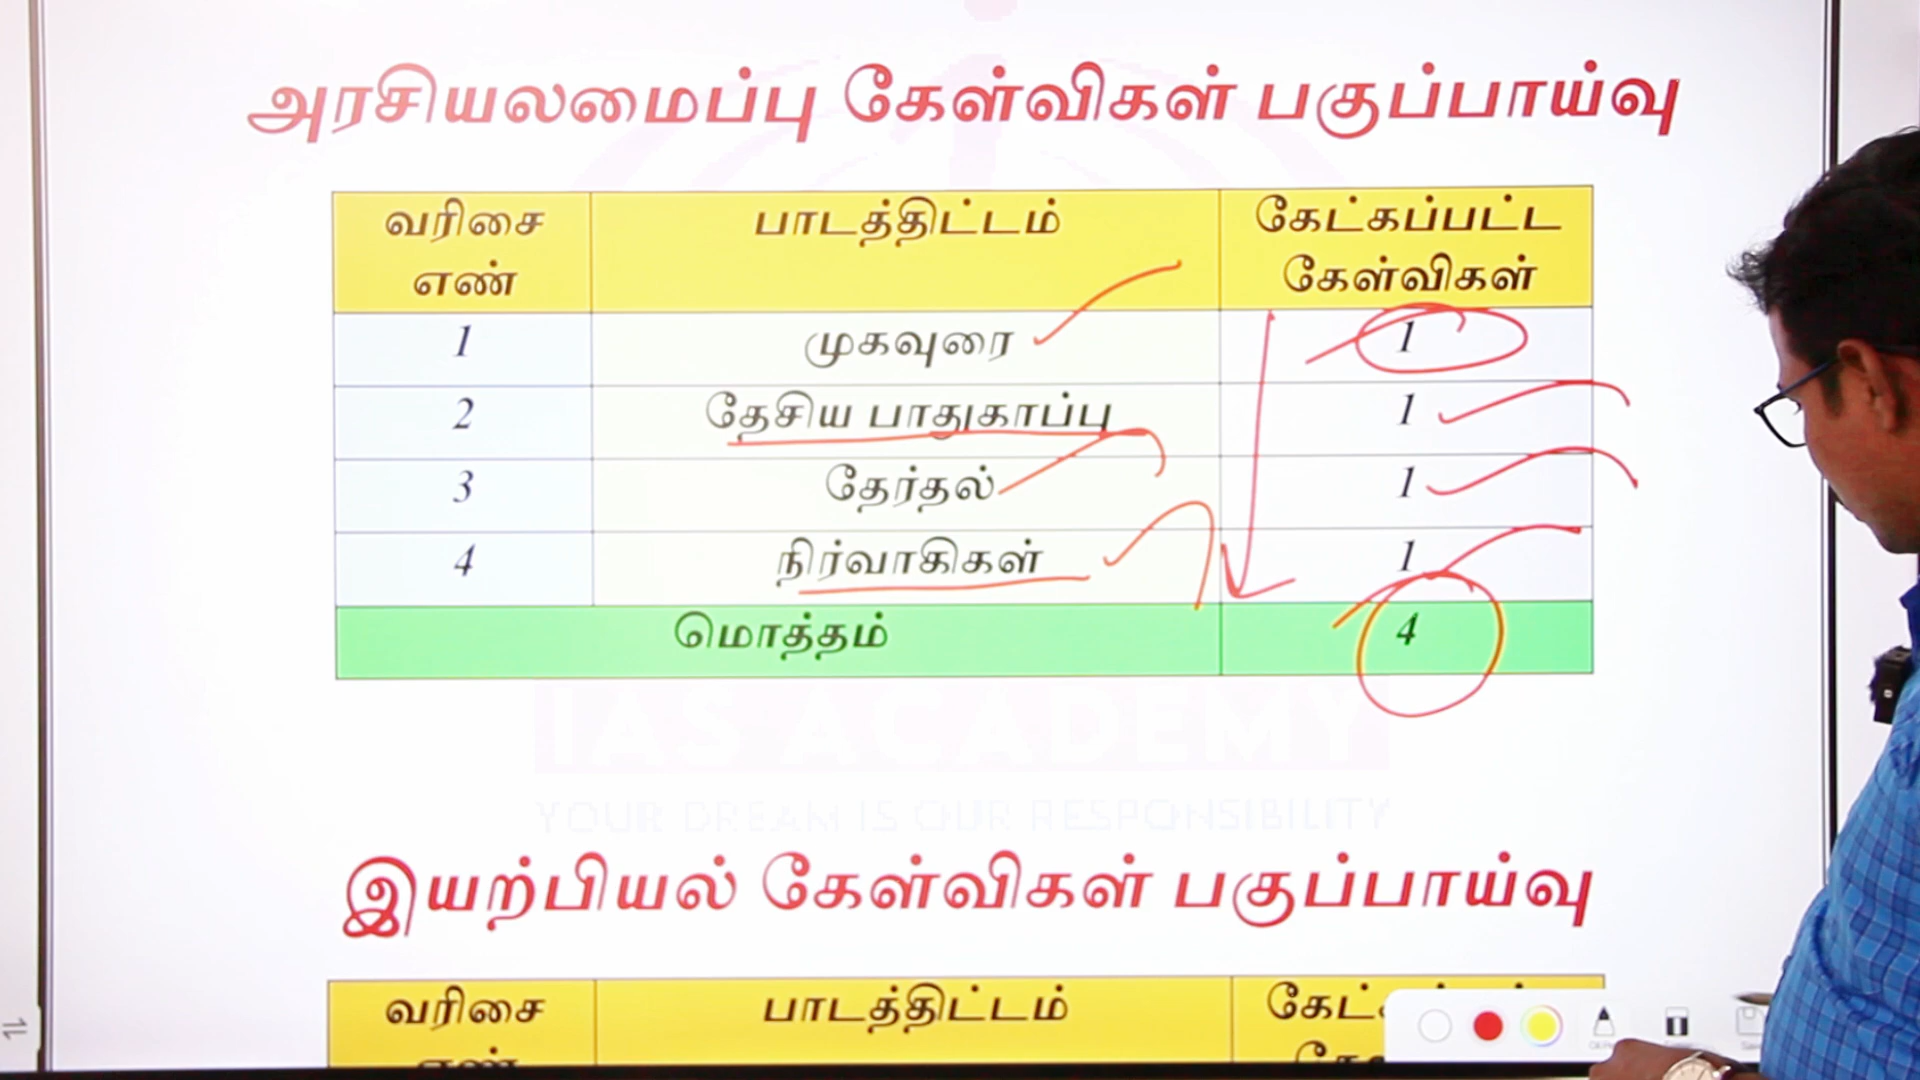 அரசியலமைப்பு கேள்விகள் பகுப்பாய்வு
வரிசை எண் பாடத்திட்டம் கேட்கப்பட்ட கேள்விகள்
1 முகவுரை 1
2 தேசிய பாதுகாப்பு 1
3 தேர்தல் 1
4 நிர்வாகிகள் 1
மொத்தம் 4
IAS ACADEMY
YOUR DREAM IS OUR RESPONSIBILITY
இயற்பியல் கேள்விகள் பகுப்பாய்வு
வரிசை பாடத்திட்டம்